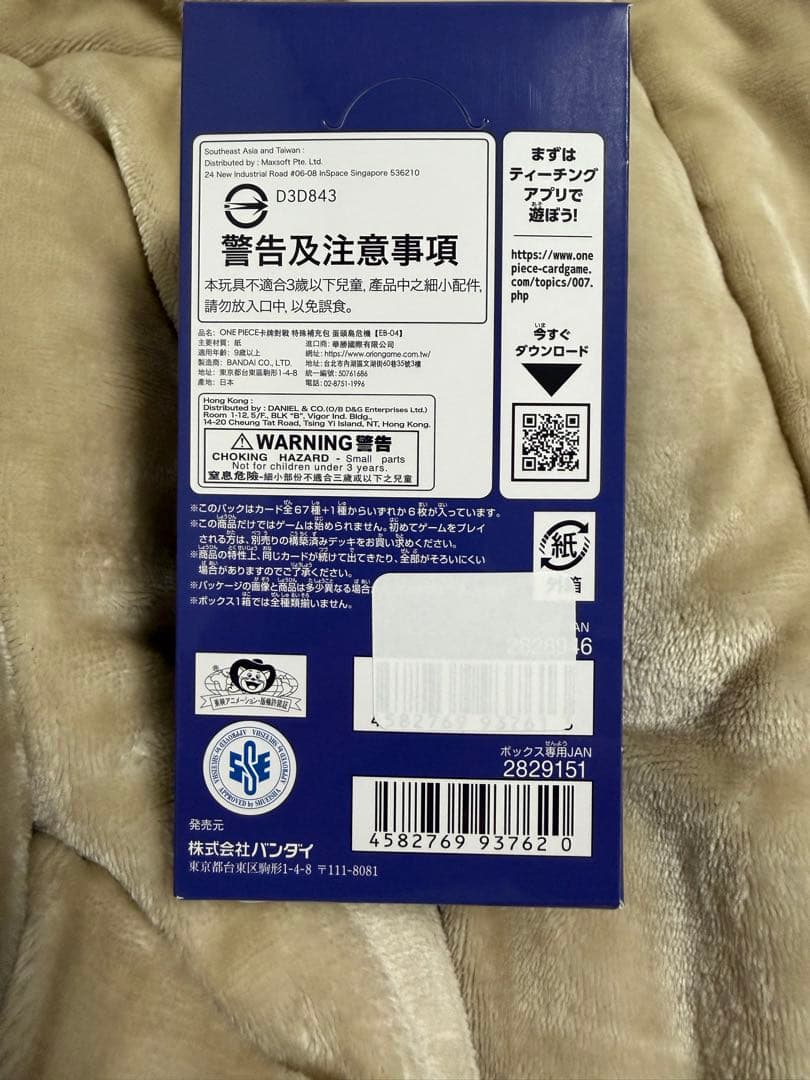 Southeast Asia and Taiwan :
Distributed by : Maxsoft Pte. Ltd.
24 New Industrial Road #06-08 InSpace Singapore 536210
D3D843
警告及注意事項
本玩具不適合3歲以下兒童, 產品中之細小配件,
請勿放入口中, 以免誤食。
品名: ONE PIECE卡牌對戰 特殊補充包 蛋頭島危機【EB-04】
主要材質: 紙
適用年齡: 9歲以上
製造商: BANDAI CO., LTD.
地址: 東京都台東區駒形1-4-8
產地: 日本
進口商: 華勝國際有限公司
網址: https://www.oriongame.com.tw/
地址: 台北市內湖區文湖街60巷35號3樓
統一編號: 50761686
電話: 02-8751-1996
Hong Kong :
Distributed by : DANIEL & CO.(O/B D&G Enterprises Ltd.)
Room 1-12, 5/F., BLK "B", Vigor Ind. Bldg.,
14-20 Cheung Tat Road, Tsing Yi Island, NT, Hong Kong.
WARNING 警告
CHOKING HAZARD - Small parts
Not for children under 3 years.
窒息危險-細小部份不適合三歲或以下之兒童
まずは
ティーチング
アプリで
遊ぼう!
https://www.one
piece-cardgame.
com/topics/007.
php
今すぐ
ダウンロード
※このパックはカード全67種+1種からいずれか6枚が入っています。
※この商品だけではゲームは始められません。初めてゲームをプレイ
される方は、別売りの構築済みデッキをお買い求めください。
※商品の特性上、同じカードが続けて出てきたり、全部がそろいにくい
場合がありますのでご了承ください。
※パッケージの画像と商品は多少異なる場合
※ボックス1箱では全種類揃いません。
紙
外箱
東映アニメーション・版権許諾証
APPROVED by SHUEISHA
ボックス専用JAN
2829151
4582769 93762 0
発売元
株式会社バンダイ
東京都台東区駒形1-4-8 〒111-8081